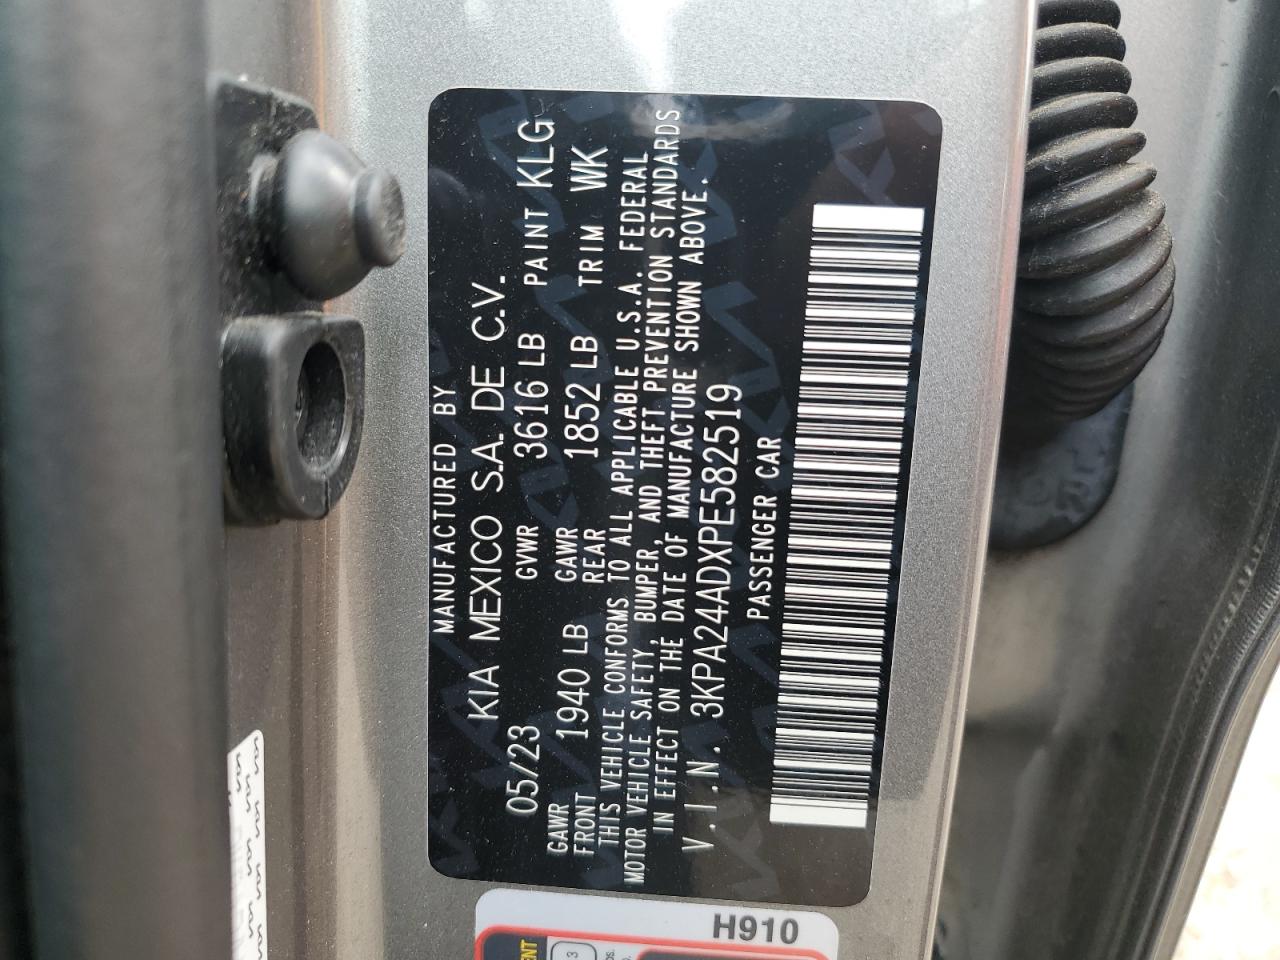 MANUFACTURED BY
KIA MEXICO S.A. DE C.V.
05/23 GVWR 3616 LB PAINT KLG
GAWR FRONT 1940 LB GAWR REAR 1852 LB TRIM WK
THIS VEHICLE CONFORMS TO ALL APPLICABLE U.S.A. FEDERAL
MOTOR VEHICLE SAFETY, BUMPER, AND THEFT PREVENTION STANDARDS
IN EFFECT ON THE DATE OF MANUFACTURE SHOWN ABOVE.
V.I.N. 3KPA24ADXPE582519
PASSENGER CAR
H910
3